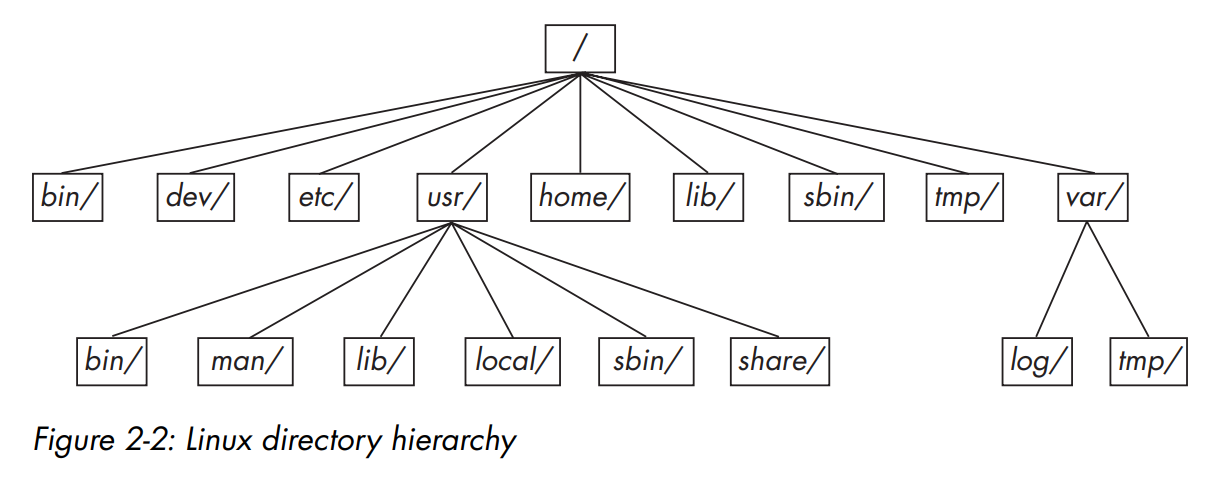 /
bin/ dev/ etc/ usr/ home/ lib/ sbin/ tmp/ var/
bin/ man/ lib/ local/ sbin/ share/ log/ tmp/
Figure 2-2: Linux directory hierarchy